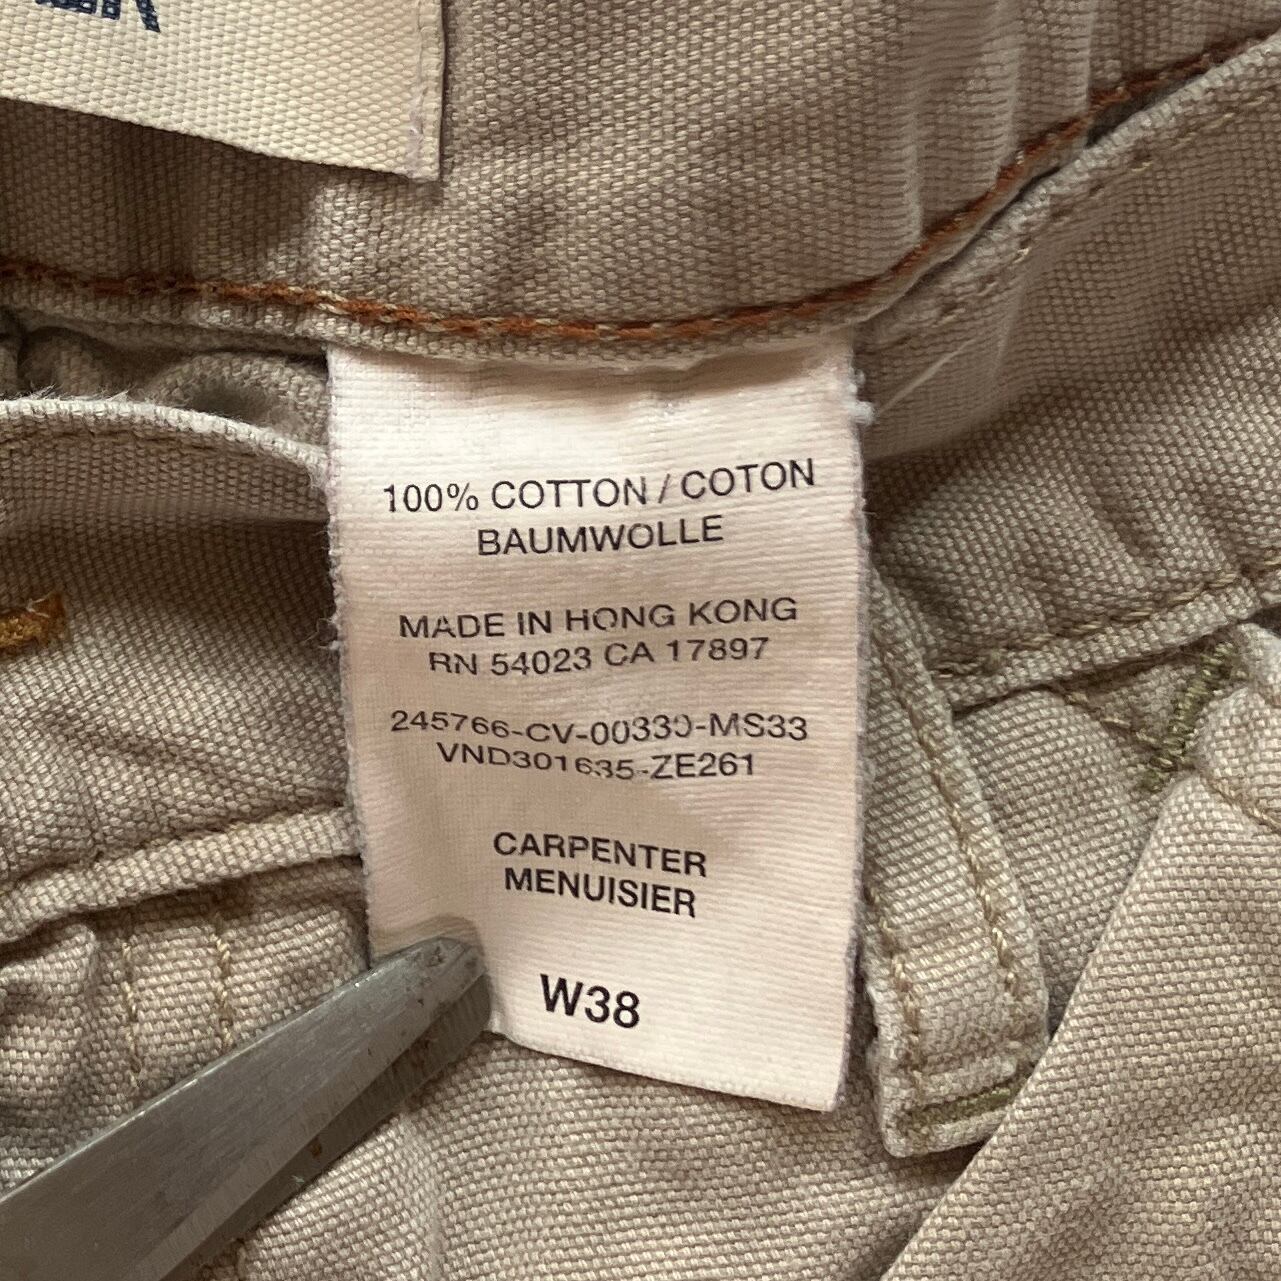 100% COTTON / COTON
BAUMWOLLE
MADE IN HONG KONG
RN 54023 CA 17897
245766-CV-00330-MS33
VND301635-ZE261
CARPENTER
MENUISIER
W38